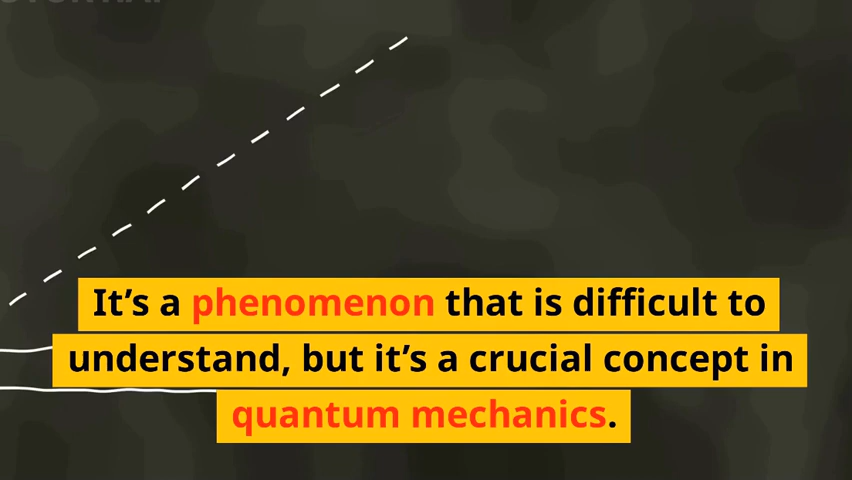 It's a phenomenon that is difficult to
understand, but it's a crucial concept in
quantum mechanics.